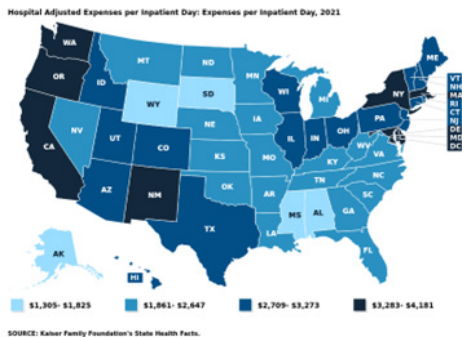 Hospital Adjusted Expenses per Inpatient Day: Expenses per Inpatient Day, 2021
WA
OR
CA
NV
ID
MT
WY
UT
AZ
CO
NM
ND
SD
NE
KS
OK
TX
MN
IA
MO
AR
LA
WI
IL
MI
IN
OH
KY
TN
MS
AL
GA
FL
SC
NC
VA
WV
PA
NY
ME
VT
NH
MA
RI
CT
NJ
DE
MD
DC
AK
HI
$1,305- $1,825
$1,861- $2,647
$2,709- $3,273
$3,283- $4,181
SOURCE: Kaiser Family Foundation's State Health Facts.